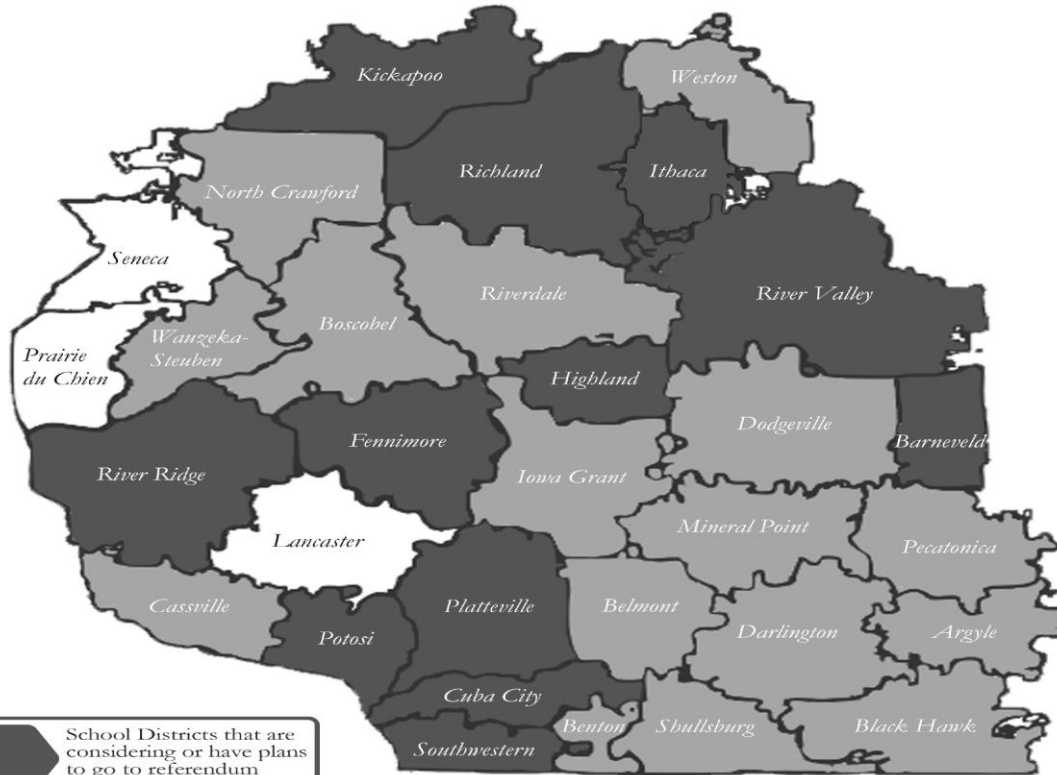 Kickapoo
Weston
Richland
Ithaca
North Crawford
Seneca
Riverdale
River Valley
Boscobel
Wauzeka-
Steuben
Prairie
du Chien
Highland
Dodgeville
Fennimore
Barneveld
River Ridge
Iowa Grant
Mineral Point
Lancaster
Pecatonica
Cassville
Platteville
Belmont
Potosi
Darlington
Argyle
Cuba City
Benton
Shullsburg
Black Hawk
Southwestern
School Districts that are
considering or have plans
to go to referendum